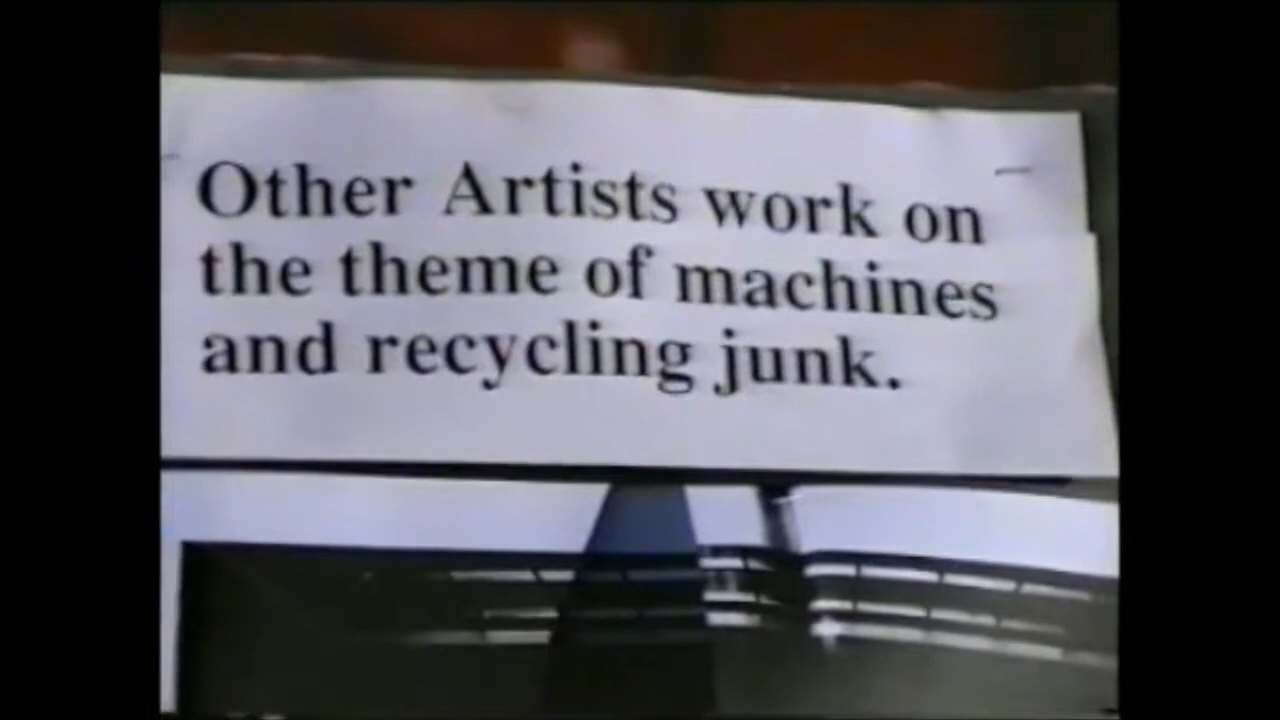 Other Artists work on
the theme of machines
and recycling junk.